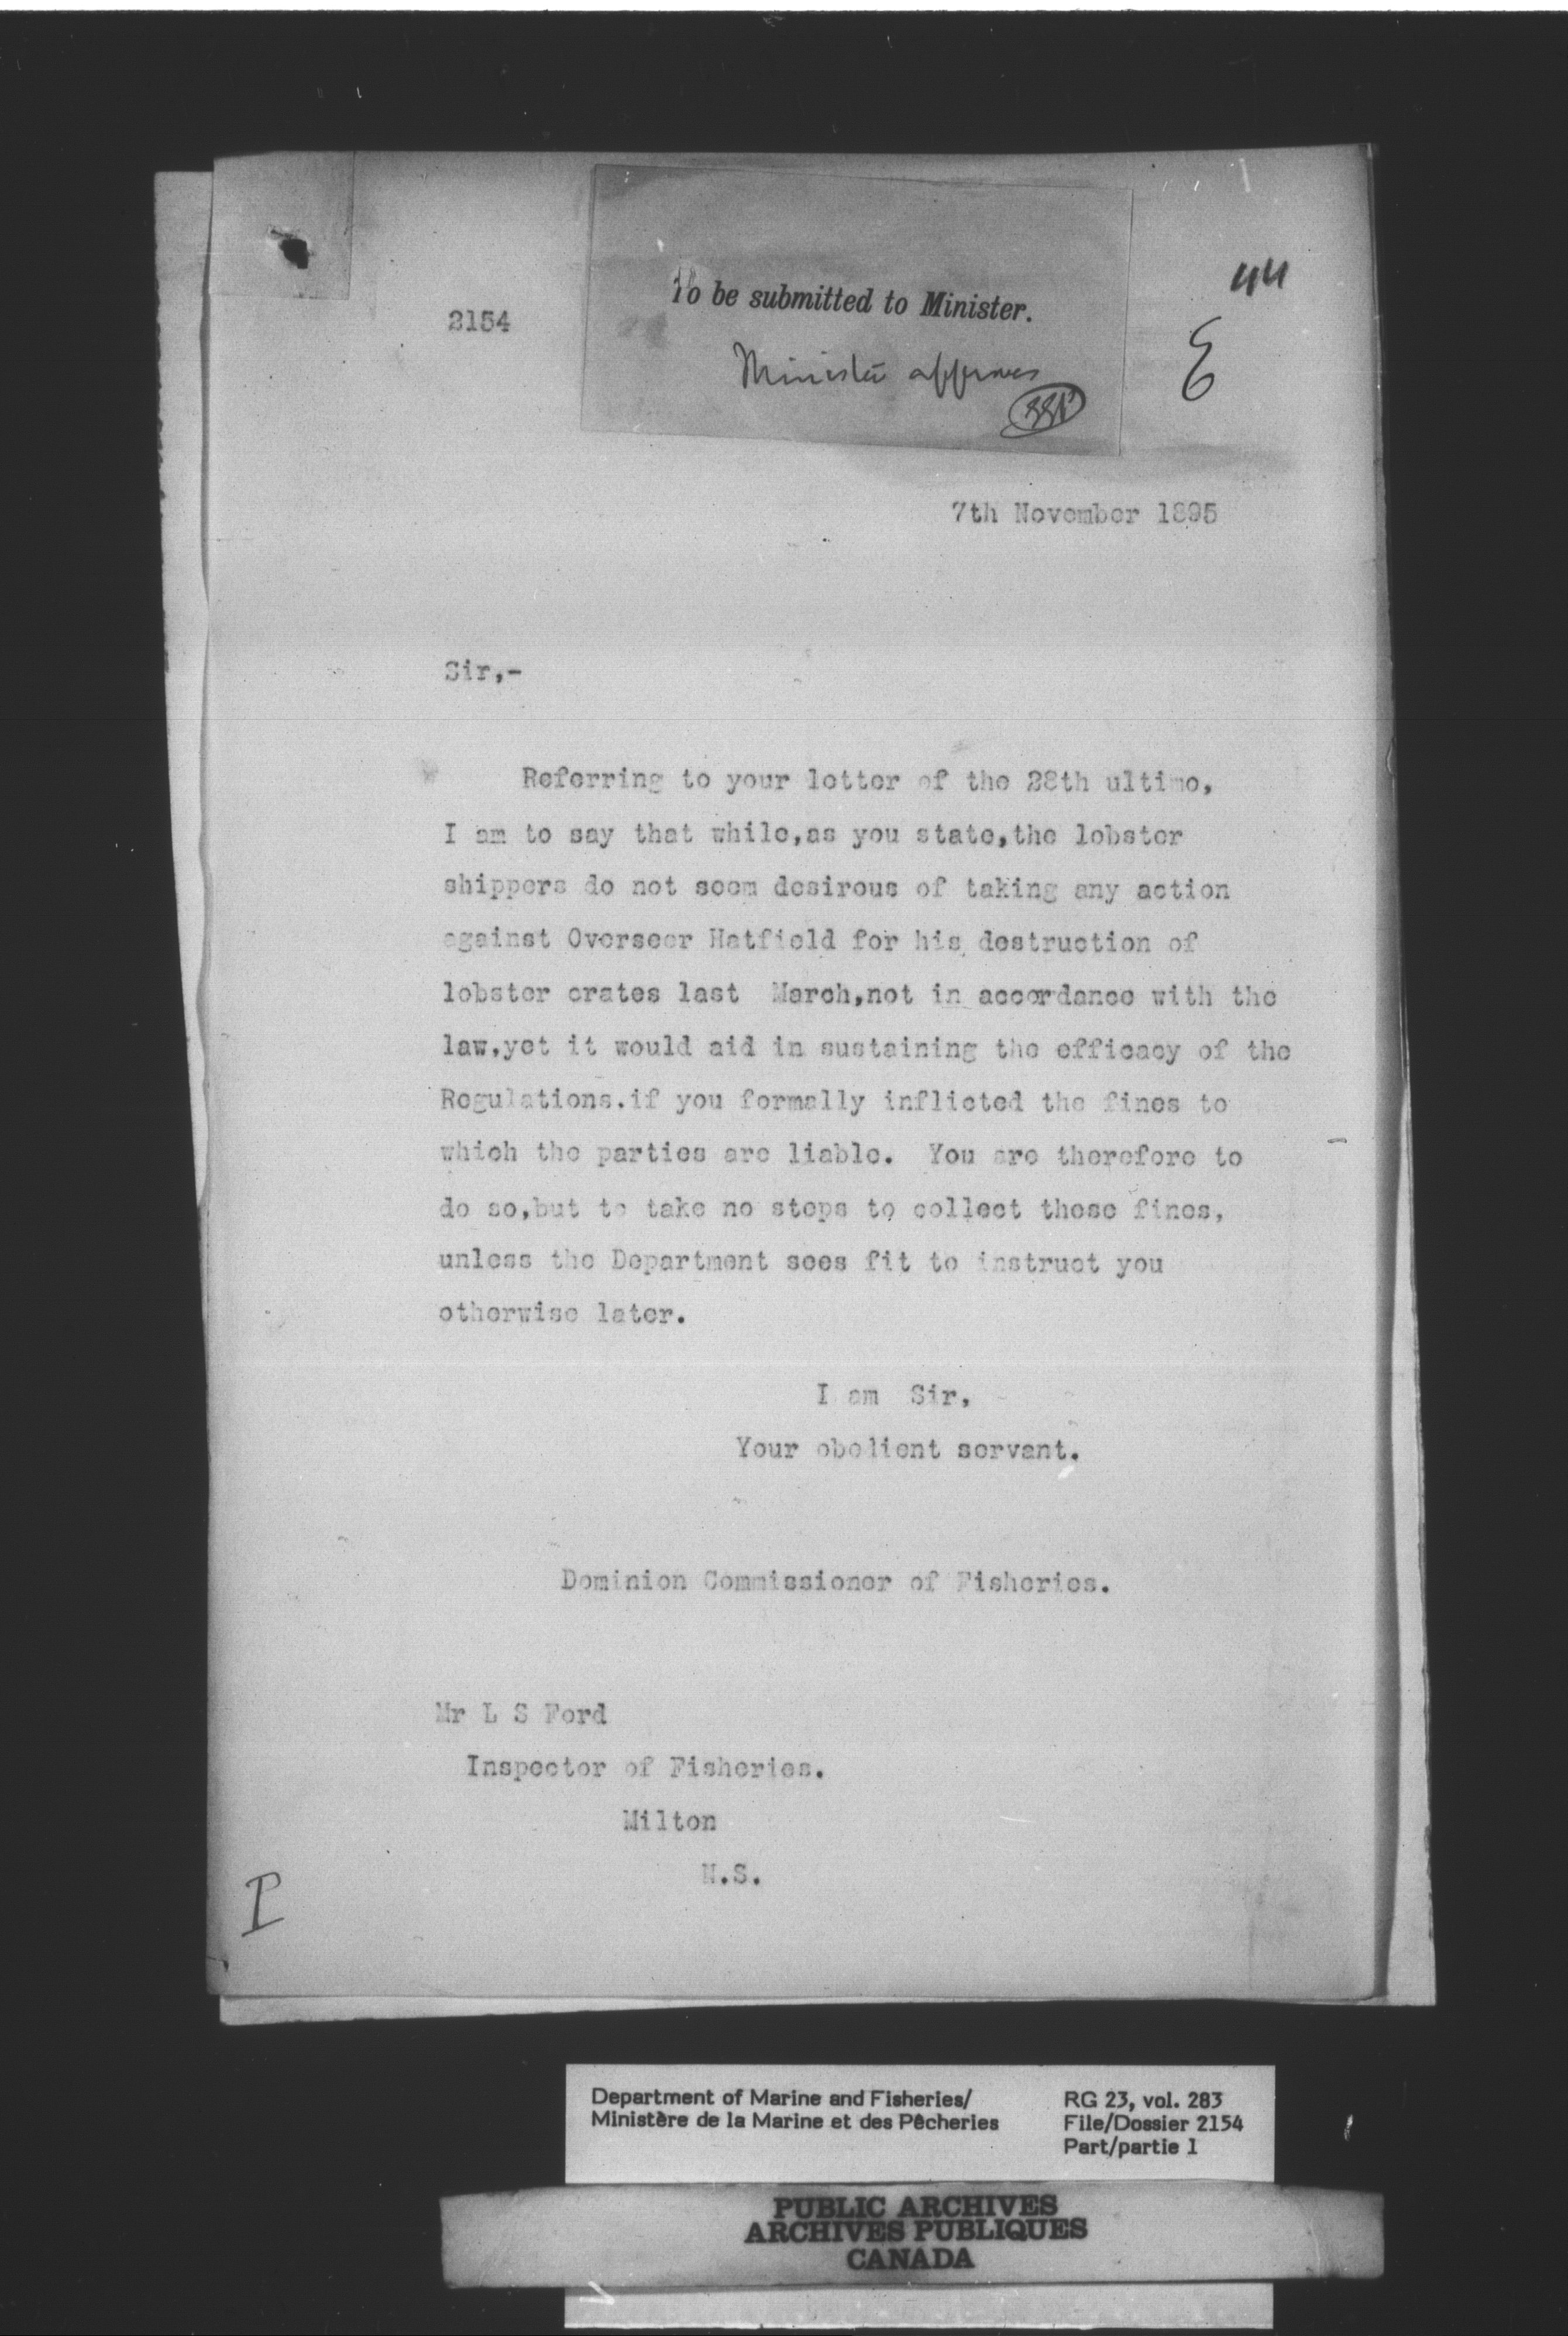 44
2154
To be submitted to Minister.
Minister approves
E
7th November 1895
Sir,-
Referring to your letter of the 28th ultimo,
I am to say that while,as you state,the lobster
shippers do not seem desirous of taking any action
against Overseer Hatfield for his destruction of
lobster crates last March,not in accordance with the
law,yet it would aid in sustaining the efficacy of the
Regulations.if you formally inflicted the fines to
which the parties are liable. You are therefore to
do so,but to take no steps to collect these fines,
unless the Department sees fit to instruct you
otherwise later.
I am Sir,
Your obedient servant.
Dominion Commissioner of Fisheries.
Mr L S Ford
Inspector of Fisheries.
Milton
N.S.
I
Department of Marine and Fisheries/
Ministère de la Marine et des Pêcheries
RG 23, vol. 283
File/Dossier 2154
Part/partie 1
PUBLIC ARCHIVES
ARCHIVES PUBLIQUES
CANADA